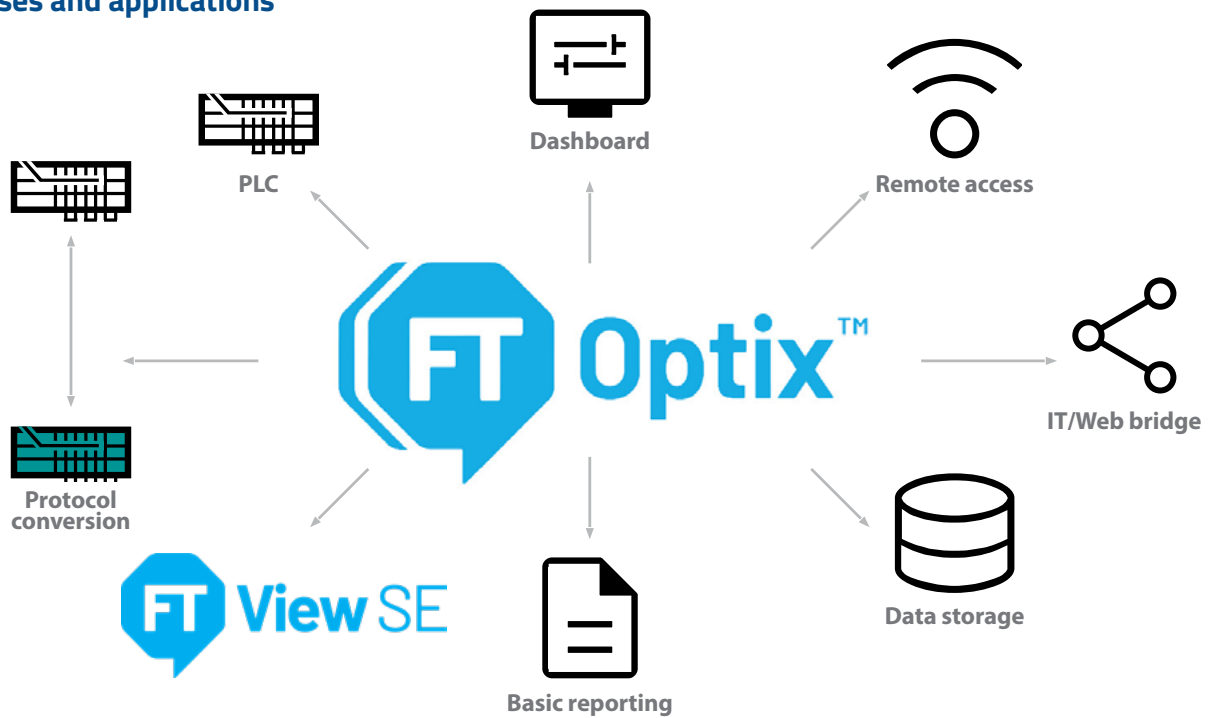 ses and applications
Dashboard
PLC
Remote access
FT Optix™
IT/Web bridge
Protocol
conversion
FT View SE
Data storage
Basic reporting